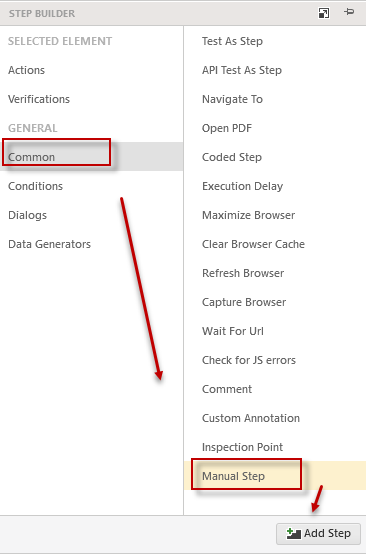 STEP BUILDER
SELECTED ELEMENT
Actions
Verifications
GENERAL
Common
Conditions
Dialogs
Data Generators
Test As Step
API Test As Step
Navigate To
Open PDF
Coded Step
Execution Delay
Maximize Browser
Clear Browser Cache
Refresh Browser
Capture Browser
Wait For Url
Check for JS errors
Comment
Custom Annotation
Inspection Point
Manual Step
Add Step